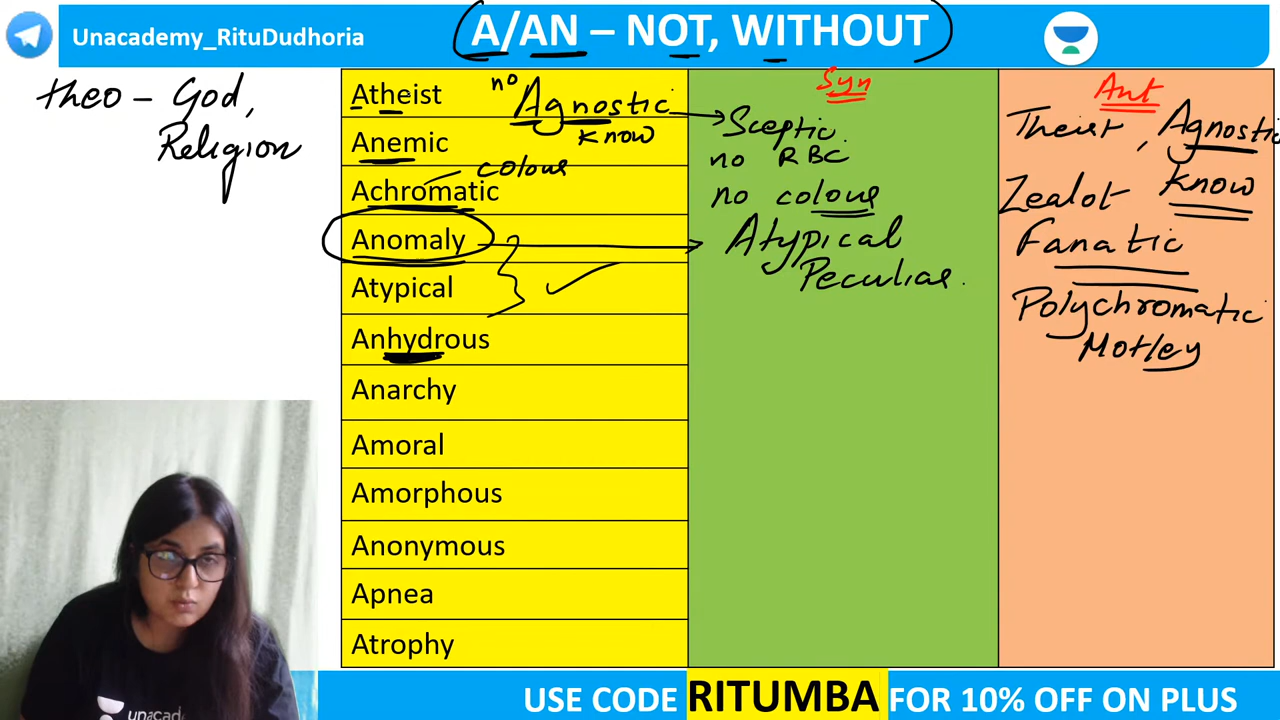 Unacademy_RituDudhoria
A/AN – NOT, WITHOUT
theo – God,
Religion
Atheist
no Agnostic
know
Anemic
Achromatic
colour
Anomaly
Atypical
Anhydrous
Anarchy
Amoral
Amorphous
Anonymous
Apnea
Atrophy
Syn
Sceptic.
no RBC
no colour
Atypical
Peculiar.
Ant
Theist, Agnostic
know
Zealot
Fanatic
Polychromatic
Motley
unacade
USE CODE RITUMBA FOR 10% OFF ON PLUS